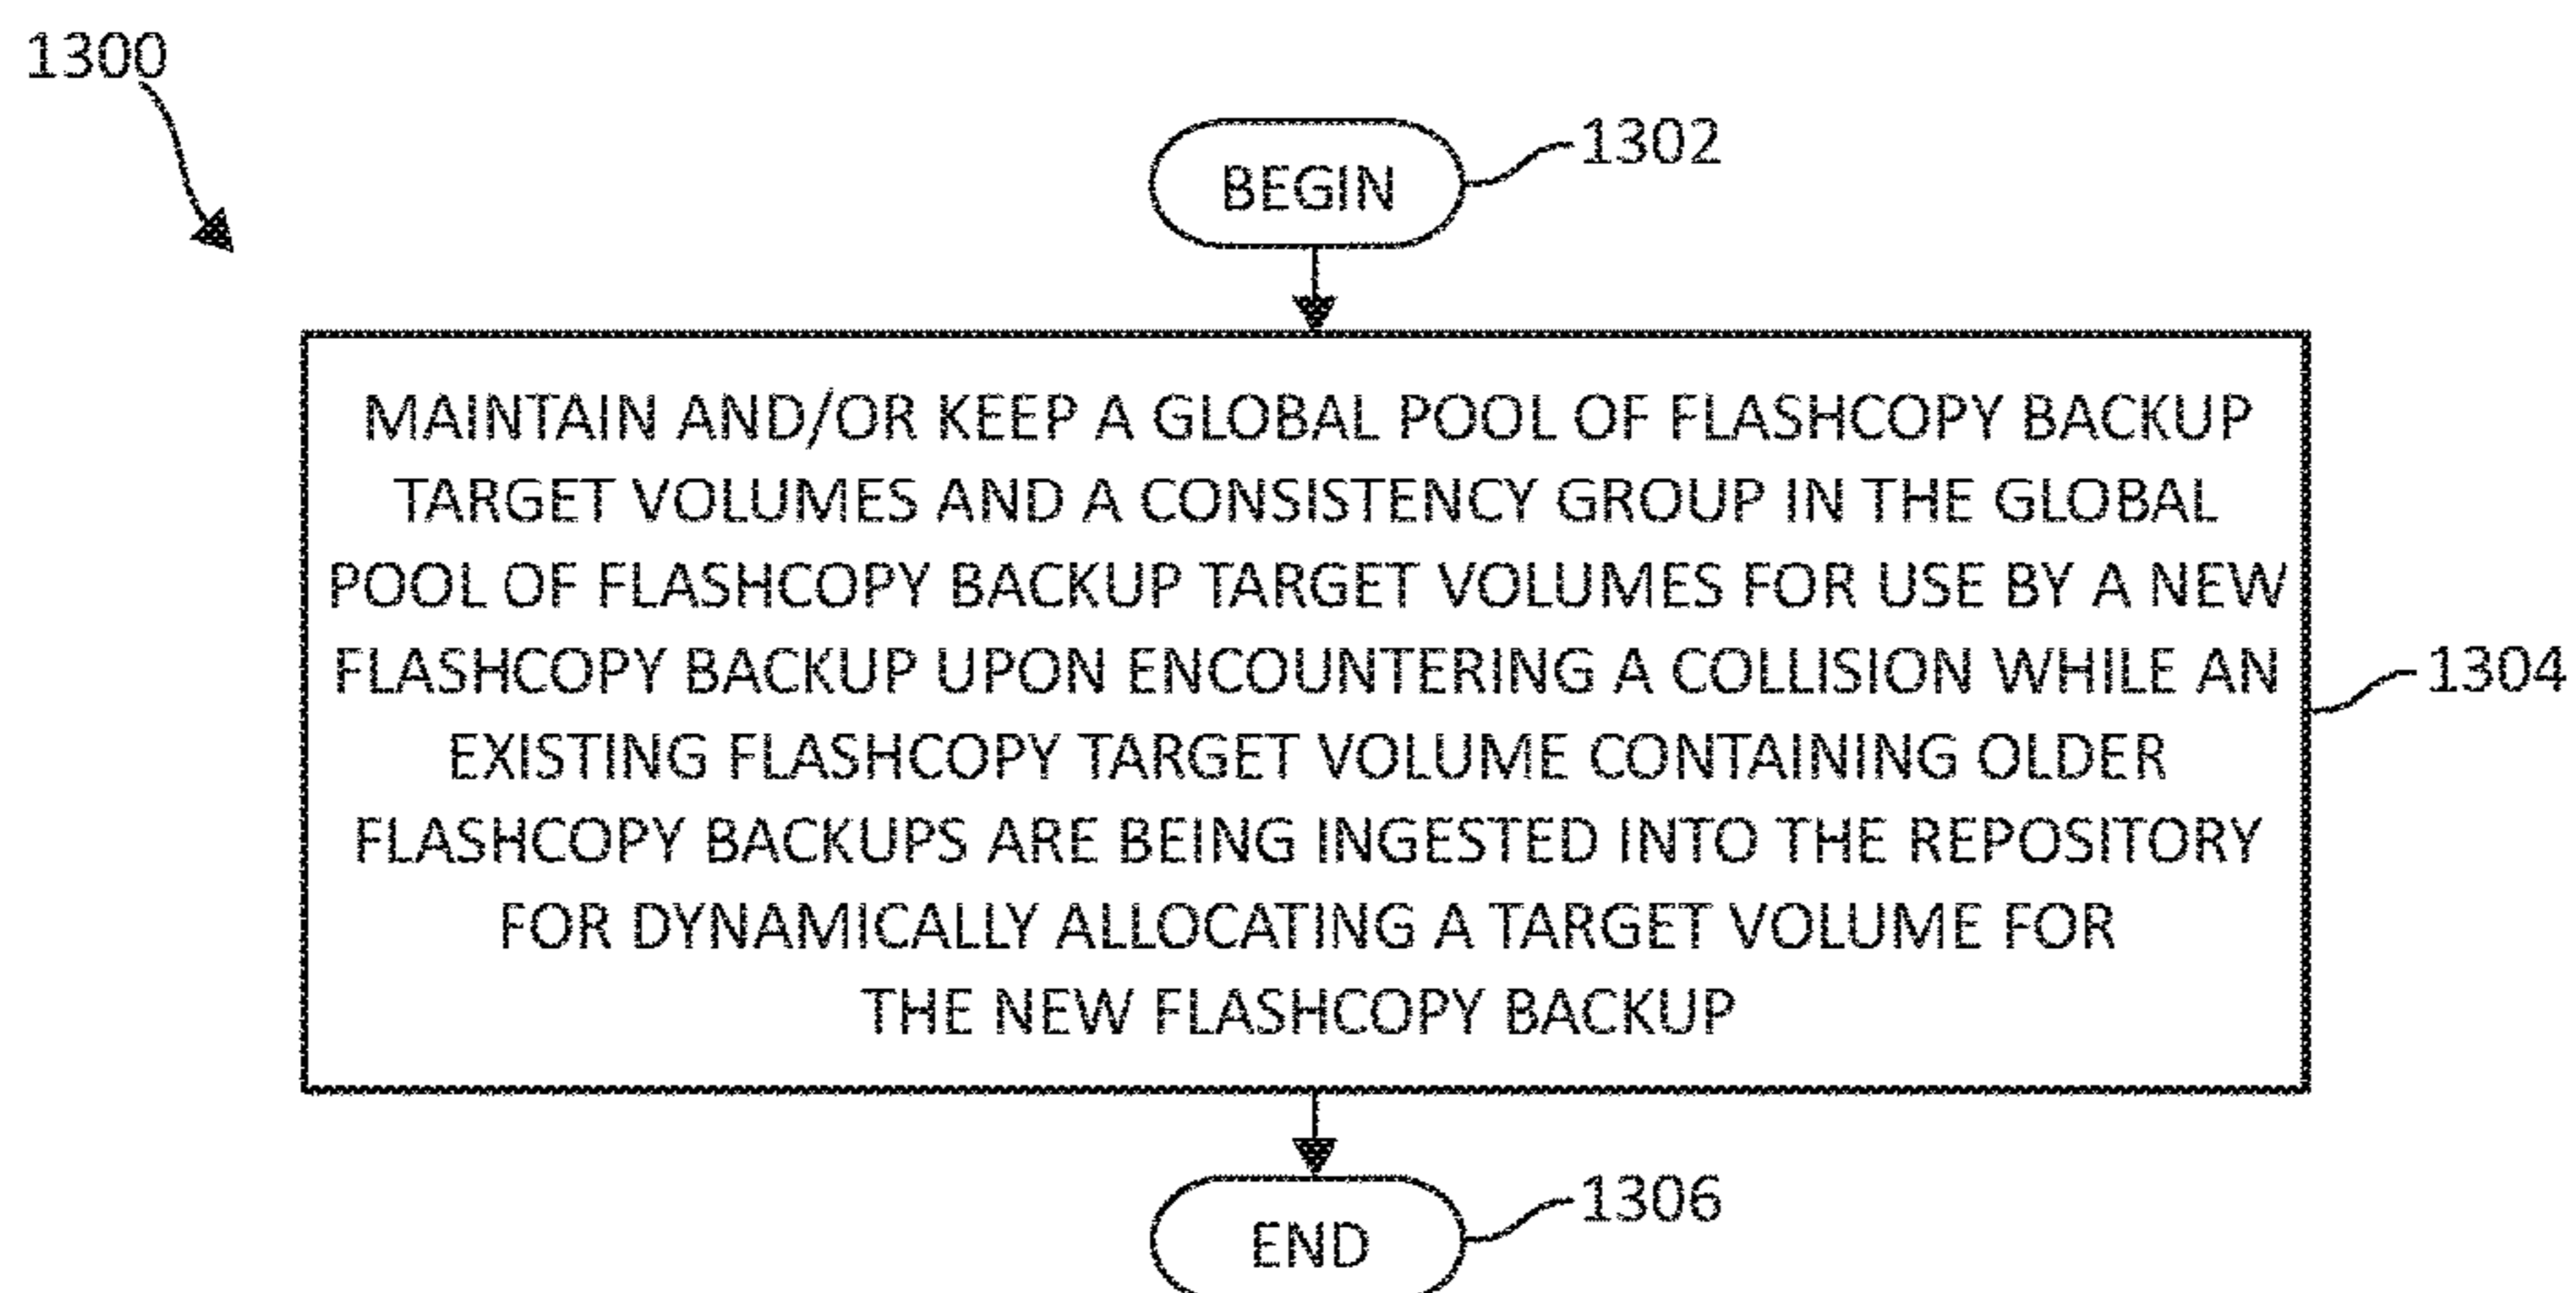 1300
BEGIN
1302
MAINTAIN AND/OR KEEP A GLOBAL POOL OF FLASHCOPY BACKUP
TARGET VOLUMES AND A CONSISTENCY GROUP IN THE GLOBAL
POOL OF FLASHCOPY BACKUP TARGET VOLUMES FOR USE BY A NEW
FLASHCOPY BACKUP UPON ENCOUNTERING A COLLISION WHILE AN
EXISTING FLASHCOPY TARGET VOLUME CONTAINING OLDER
FLASHCOPY BACKUPS ARE BEING INGESTED INTO THE REPOSITORY
FOR DYNAMICALLY ALLOCATING A TARGET VOLUME FOR
THE NEW FLASHCOPY BACKUP
1304
END
1306